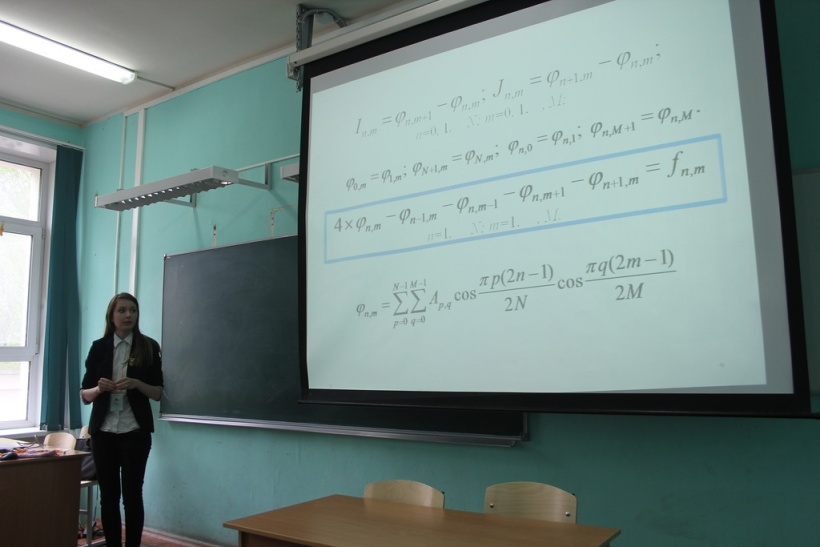 I_{n,m} = φ_{n,m+1} − φ_{n,m}; J_{n,m} = φ_{n+1,m} − φ_{n,m};
n=0, 1, . N; m=0, 1, . . M.
φ_{0,m} = φ_{1,m}; φ_{N+1,m} = φ_{N,m}; φ_{n,0} = φ_{n,1}; φ_{n,M+1} = φ_{n,M}.
4×φ_{n,m} − φ_{n−1,m} − φ_{n,m−1} − φ_{n,m+1} − φ_{n+1,m} = f_{n,m}
n=1, . N; m=1, . . M.
φ_{n,m} = ∑_{p=0}^{N−1} ∑_{q=0}^{M−1} A_{p,q} cos πp(2n−1)/2N cos πq(2m−1)/2M